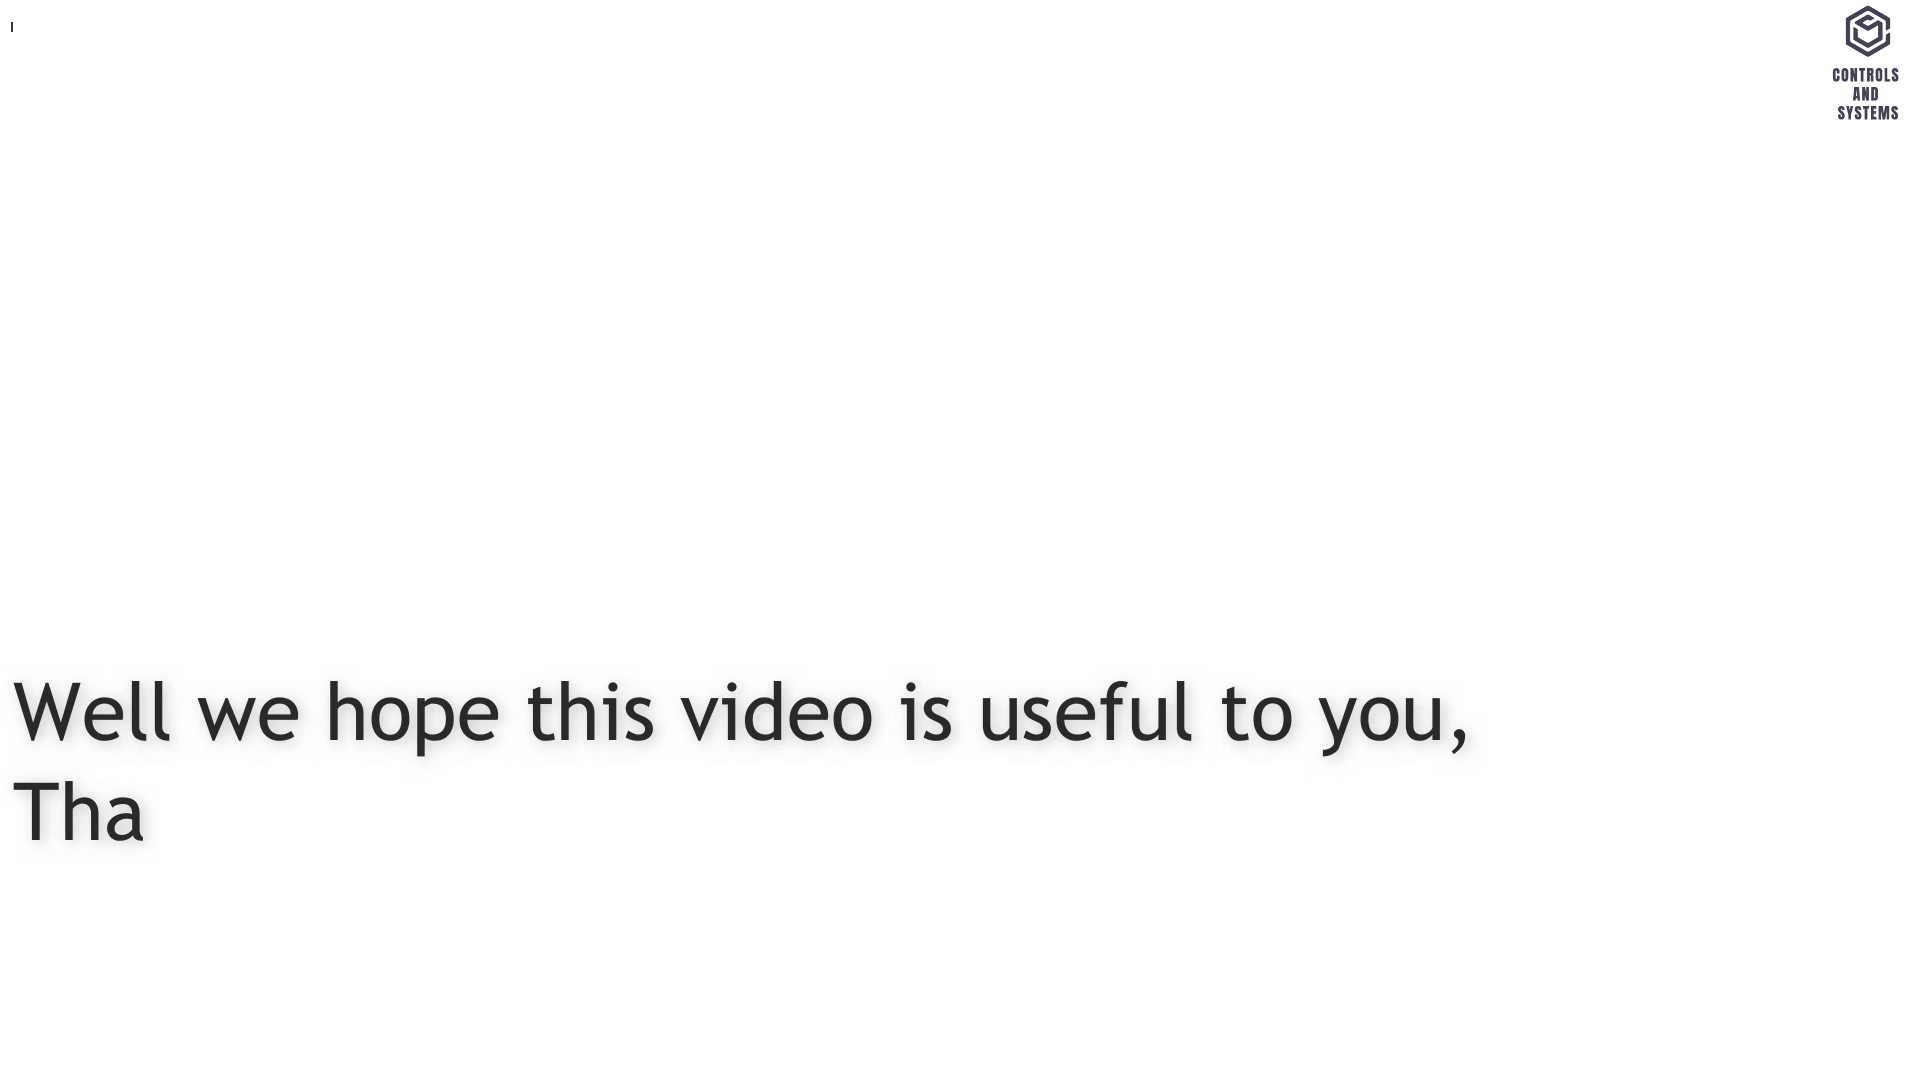 CONTROLS
AND
SYSTEMS
Well we hope this video is useful to you,
Tha